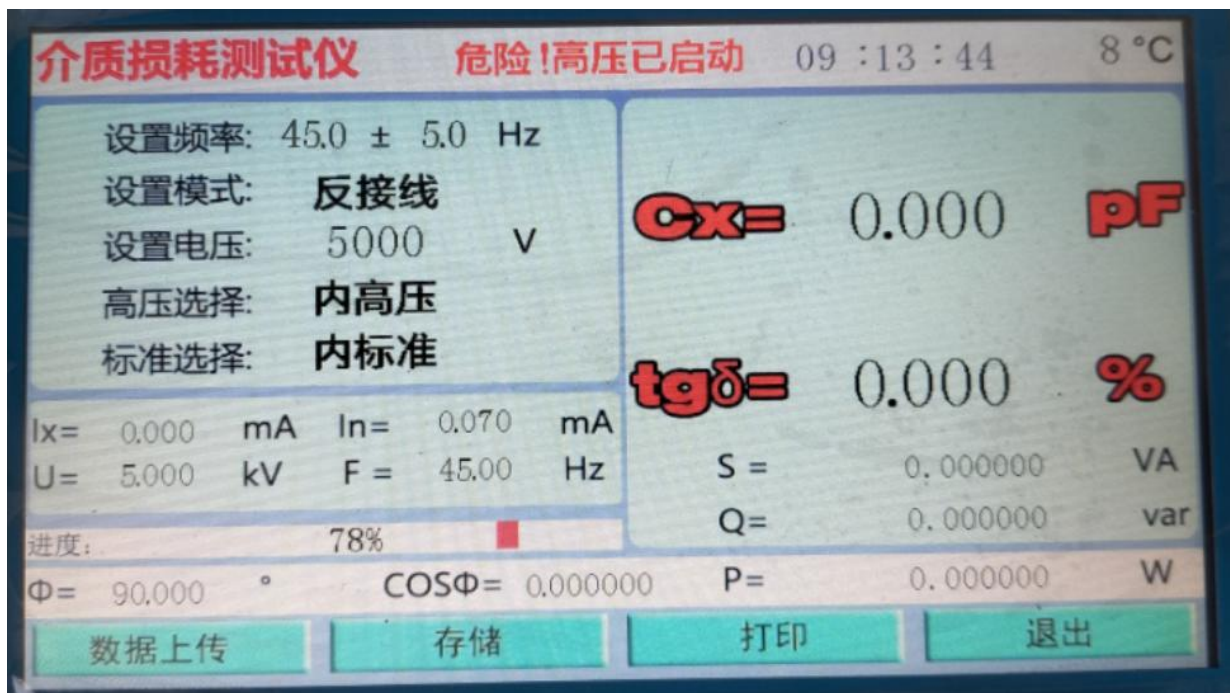 介质损耗测试仪 危险!高压已启动 09:13:44 8 °C
设置频率: 45.0 ± 5.0 Hz
设置模式: 反接线
设置电压: 5000 V
高压选择: 内高压
标准选择: 内标准
Ix= 0.000 mA In= 0.070 mA
U= 5.000 kV F = 45.00 Hz
进度: 78%
Cx= 0.000 pF
tgδ= 0.000 %
S = 0.000000 VA
Q= 0.000000 var
Φ= 90.000 ° COSΦ= 0.000000 P= 0.000000 W
数据上传 存储 打印 退出